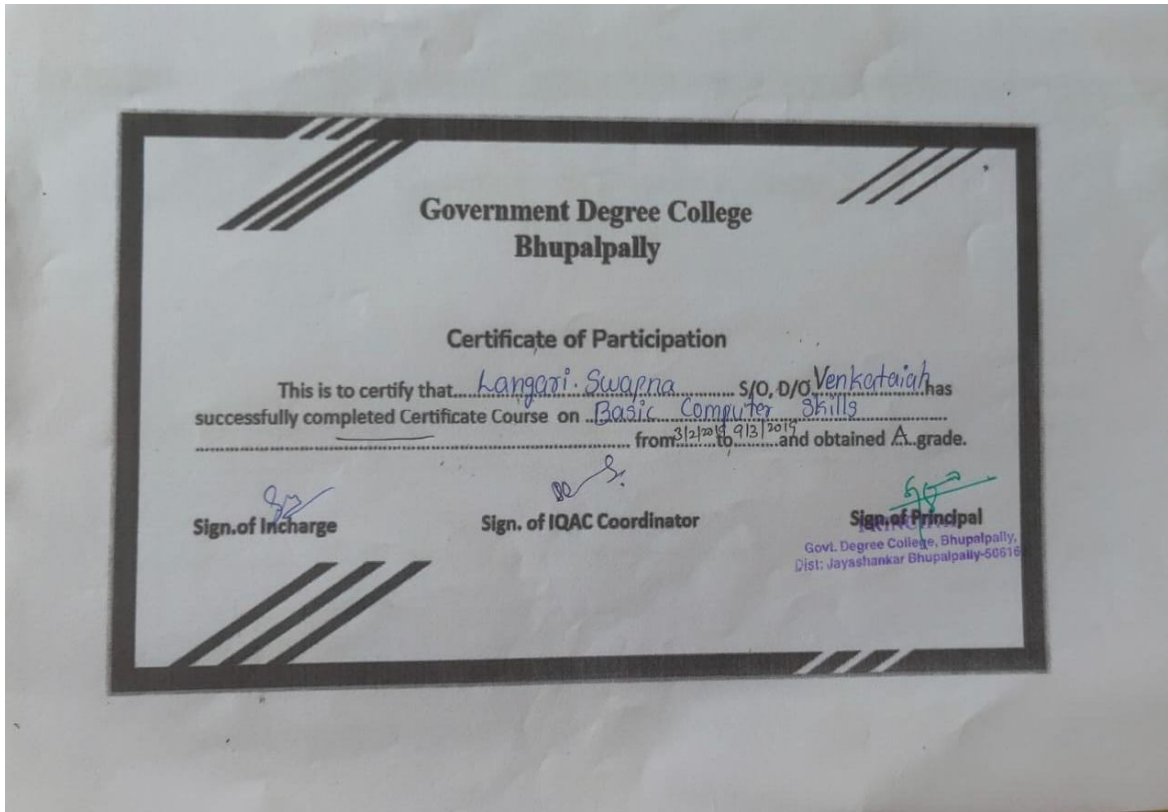 Government Degree College
Bhupalpally
Certificate of Participation
This is to certify that....Langari. Swapna............ S/O, D/O Venkataiah has
successfully completed Certificate Course on ..Basic Computer Skills..................
.......................................................................... from 3/2/2019 to 9/3/2019 and obtained A..grade.
Sign.of Incharge Sign. of IQAC Coordinator Sign.of Principal
PRINCIPAL
Govt. Degree College, Bhupalpally,
Dist: Jayashankar Bhupalpally-